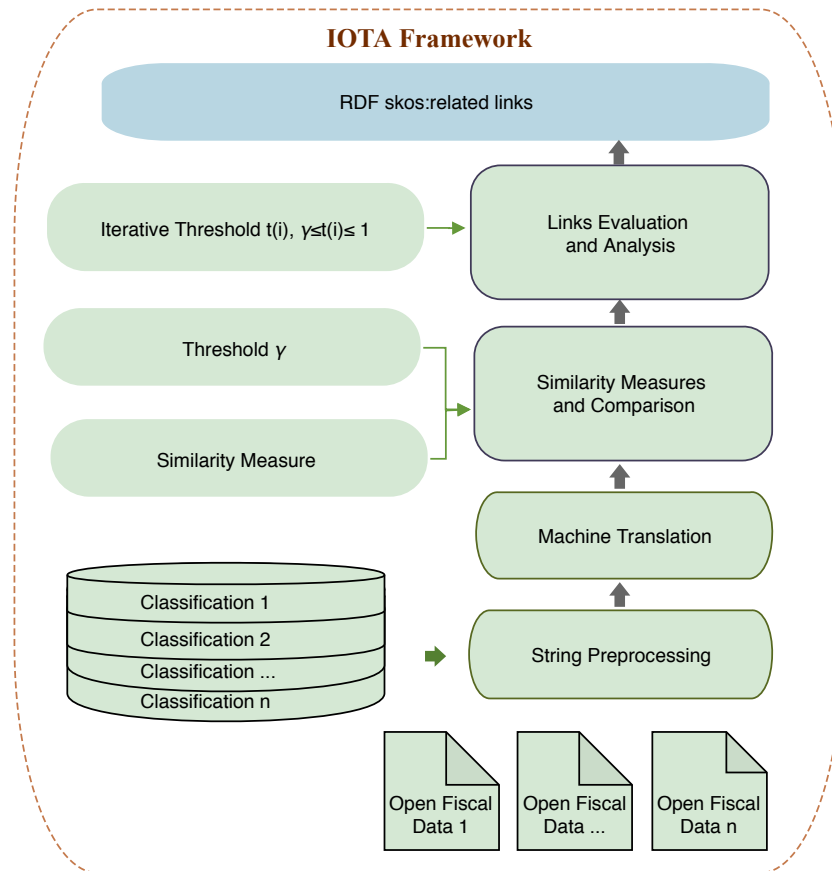 IOTA Framework
RDF skos:related links
Iterative Threshold t(i), γ≤t(i)≤ 1
Links Evaluation
and Analysis
Threshold γ
Similarity Measures
and Comparison
Similarity Measure
Machine Translation
Classification 1
Classification 2
Classification ...
Classification n
String Preprocessing
Open Fiscal
Data 1
Open Fiscal
Data ...
Open Fiscal
Data n